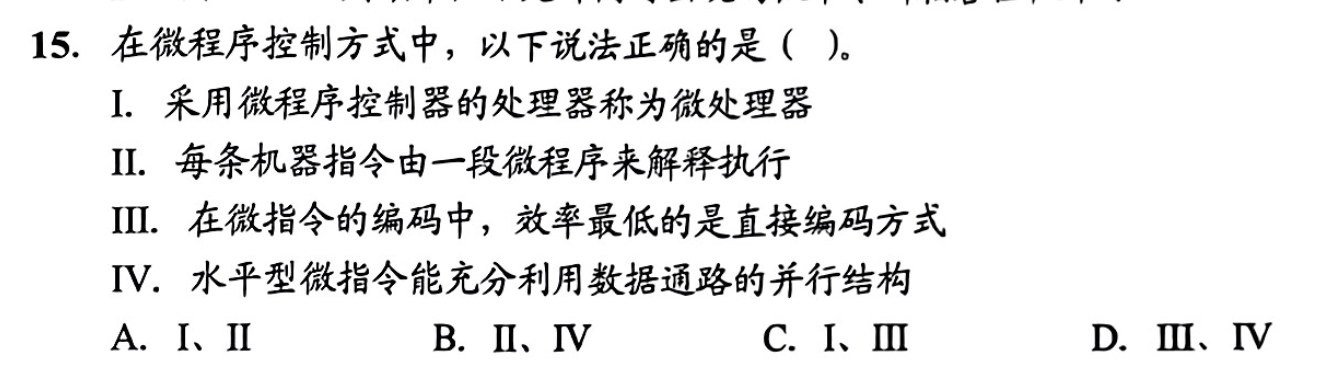 15. 在微程序控制方式中，以下说法正确的是（ ）。
I. 采用微程序控制器的处理器称为微处理器
II. 每条机器指令由一段微程序来解释执行
III. 在微指令的编码中，效率最低的是直接编码方式
IV. 水平型微指令能充分利用数据通路的并行结构
A. I、II B. II、IV C. I、III D. III、IV